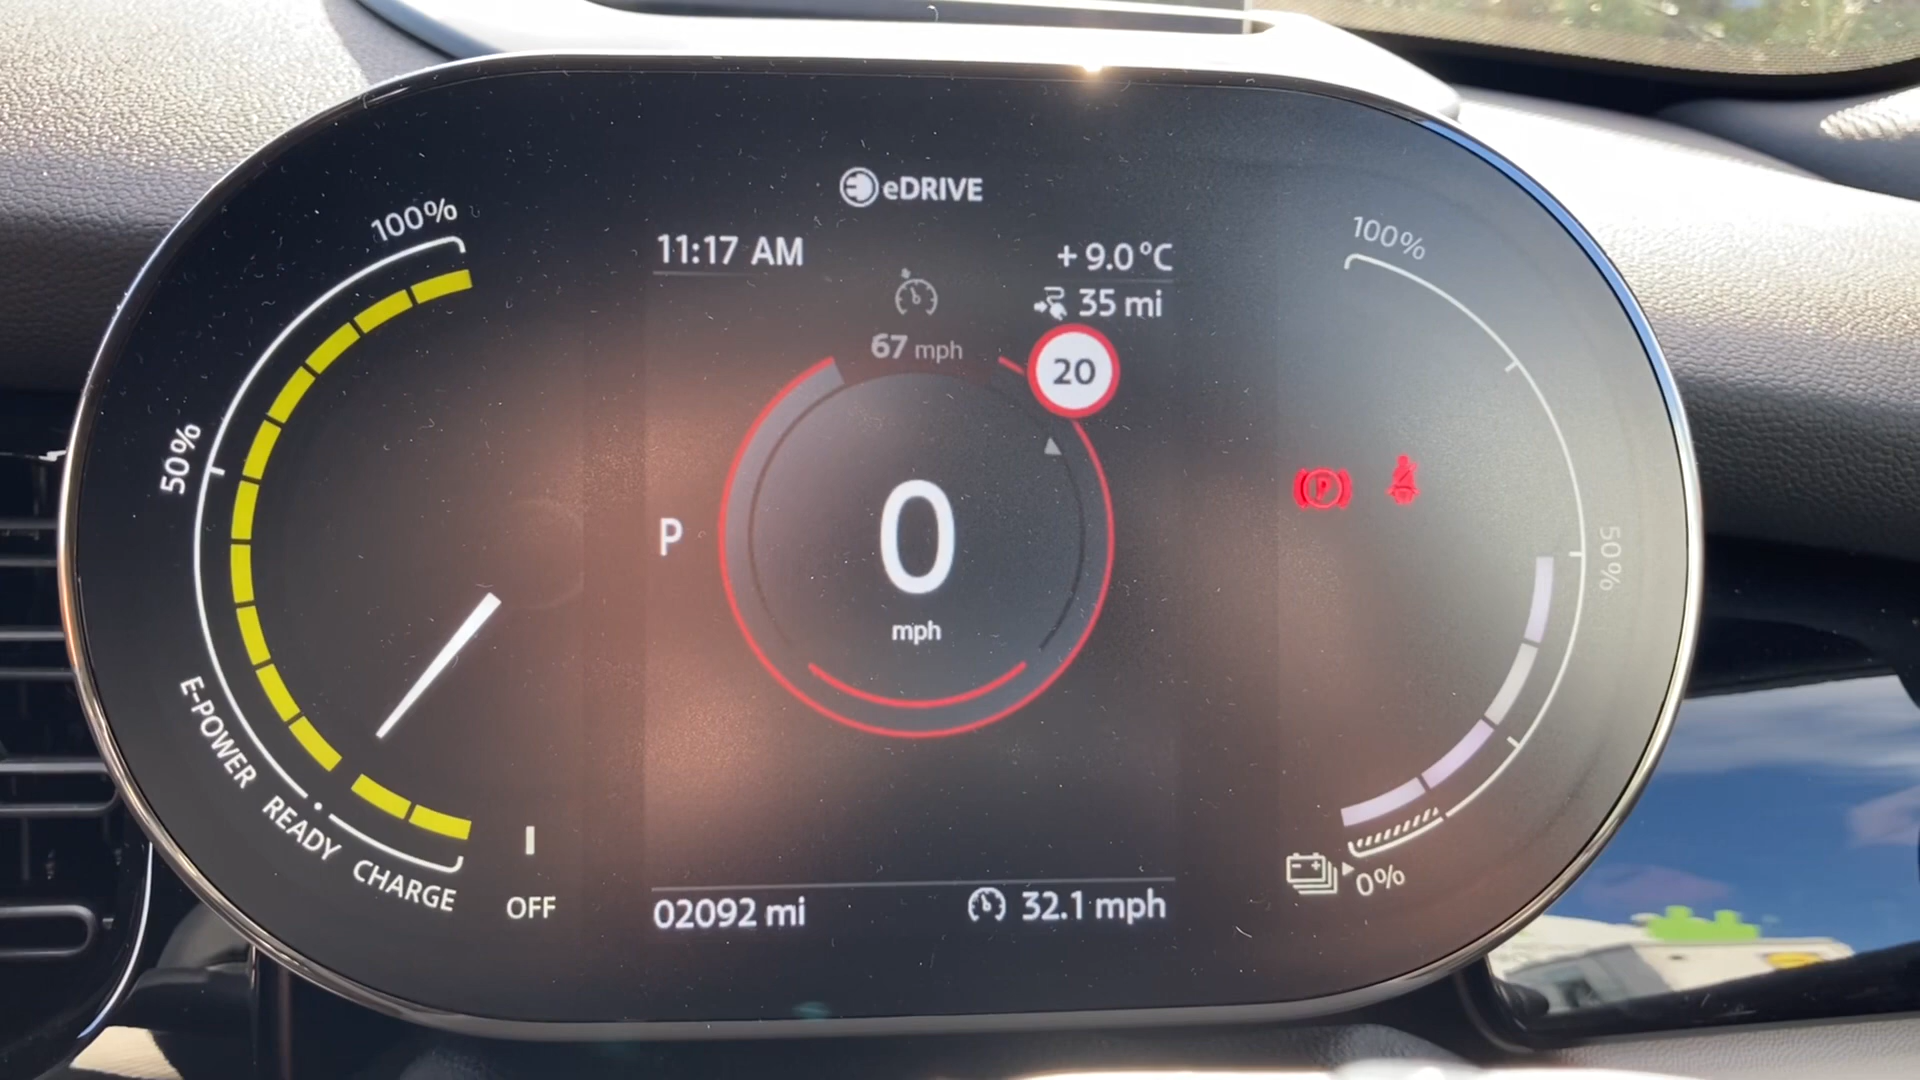 eDRIVE
11:17 AM
+ 9.0°C
35 mi
67 mph
20
100%
50%
E-POWER
READY
CHARGE
OFF
P
0
mph
P
100%
50%
0%
02092 mi
32.1 mph